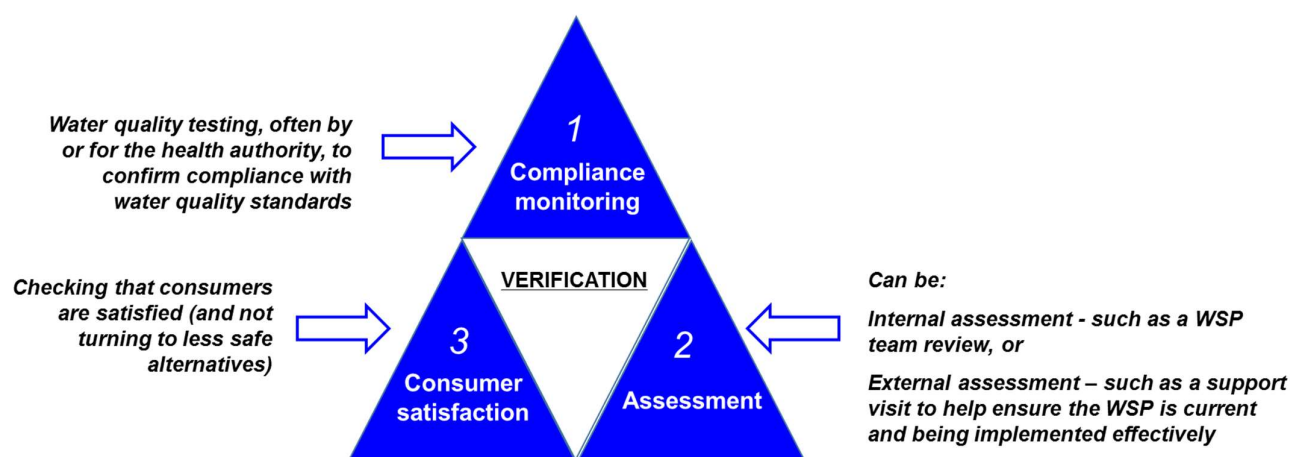 Water quality testing, often by
or for the health authority, to
confirm compliance with
water quality standards
1
Compliance
monitoring
VERIFICATION
Checking that consumers
are satisfied (and not
turning to less safe
alternatives)
3
Consumer
satisfaction
2
Assessment
Can be:
Internal assessment - such as a WSP
team review, or
External assessment – such as a support
visit to help ensure the WSP is current
and being implemented effectively